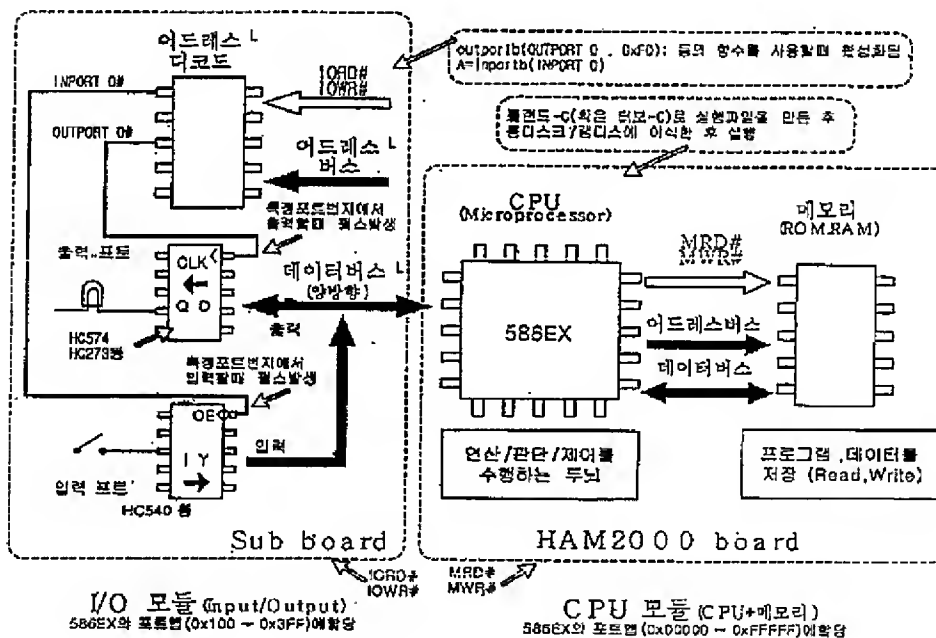 어드레스 L
디코드
INPORT 0#
OUTPORT 0#
IORD#
IOWR#
어드레스 L
버스
특정포트번지에서
출력할때 펄스발생
출력 포트
CLK
Q D
HC574
HC273등
데이터버스 L
(양방향)
출력
특정포트번지에서
입력할때 펄스발생
OE
I Y
입력
입력 포트
HC540 등
Sub board
IORD#
IOWR#
I/O 모듈 (Input/Output)
586EX의 포트맵(0x100 ~ 0x3FF)에할당
outportb(OUTPORT 0 , 0xF0); 등의 함수를 사용할때 활성화됨
A=inportb(INPORT 0)
볼랜드-C(혹은 터보-C)로 실행파일을 만든 후
롬디스크/램디스에 이식한 후 실행
CPU
(Microprocessor)
586EX
MRD#
MWR#
어드레스버스
데이터버스
메모리
(ROM.RAM)
연산/판단/제어를
수행하는 두뇌
프로그램 ,데이터를
저장 (Read,Write)
HAM2000 board
MRD#
MWR#
CPU 모듈 (CPU+메모리)
586EX의 포트맵(0x00000 ~ 0xFFFFF)에할당